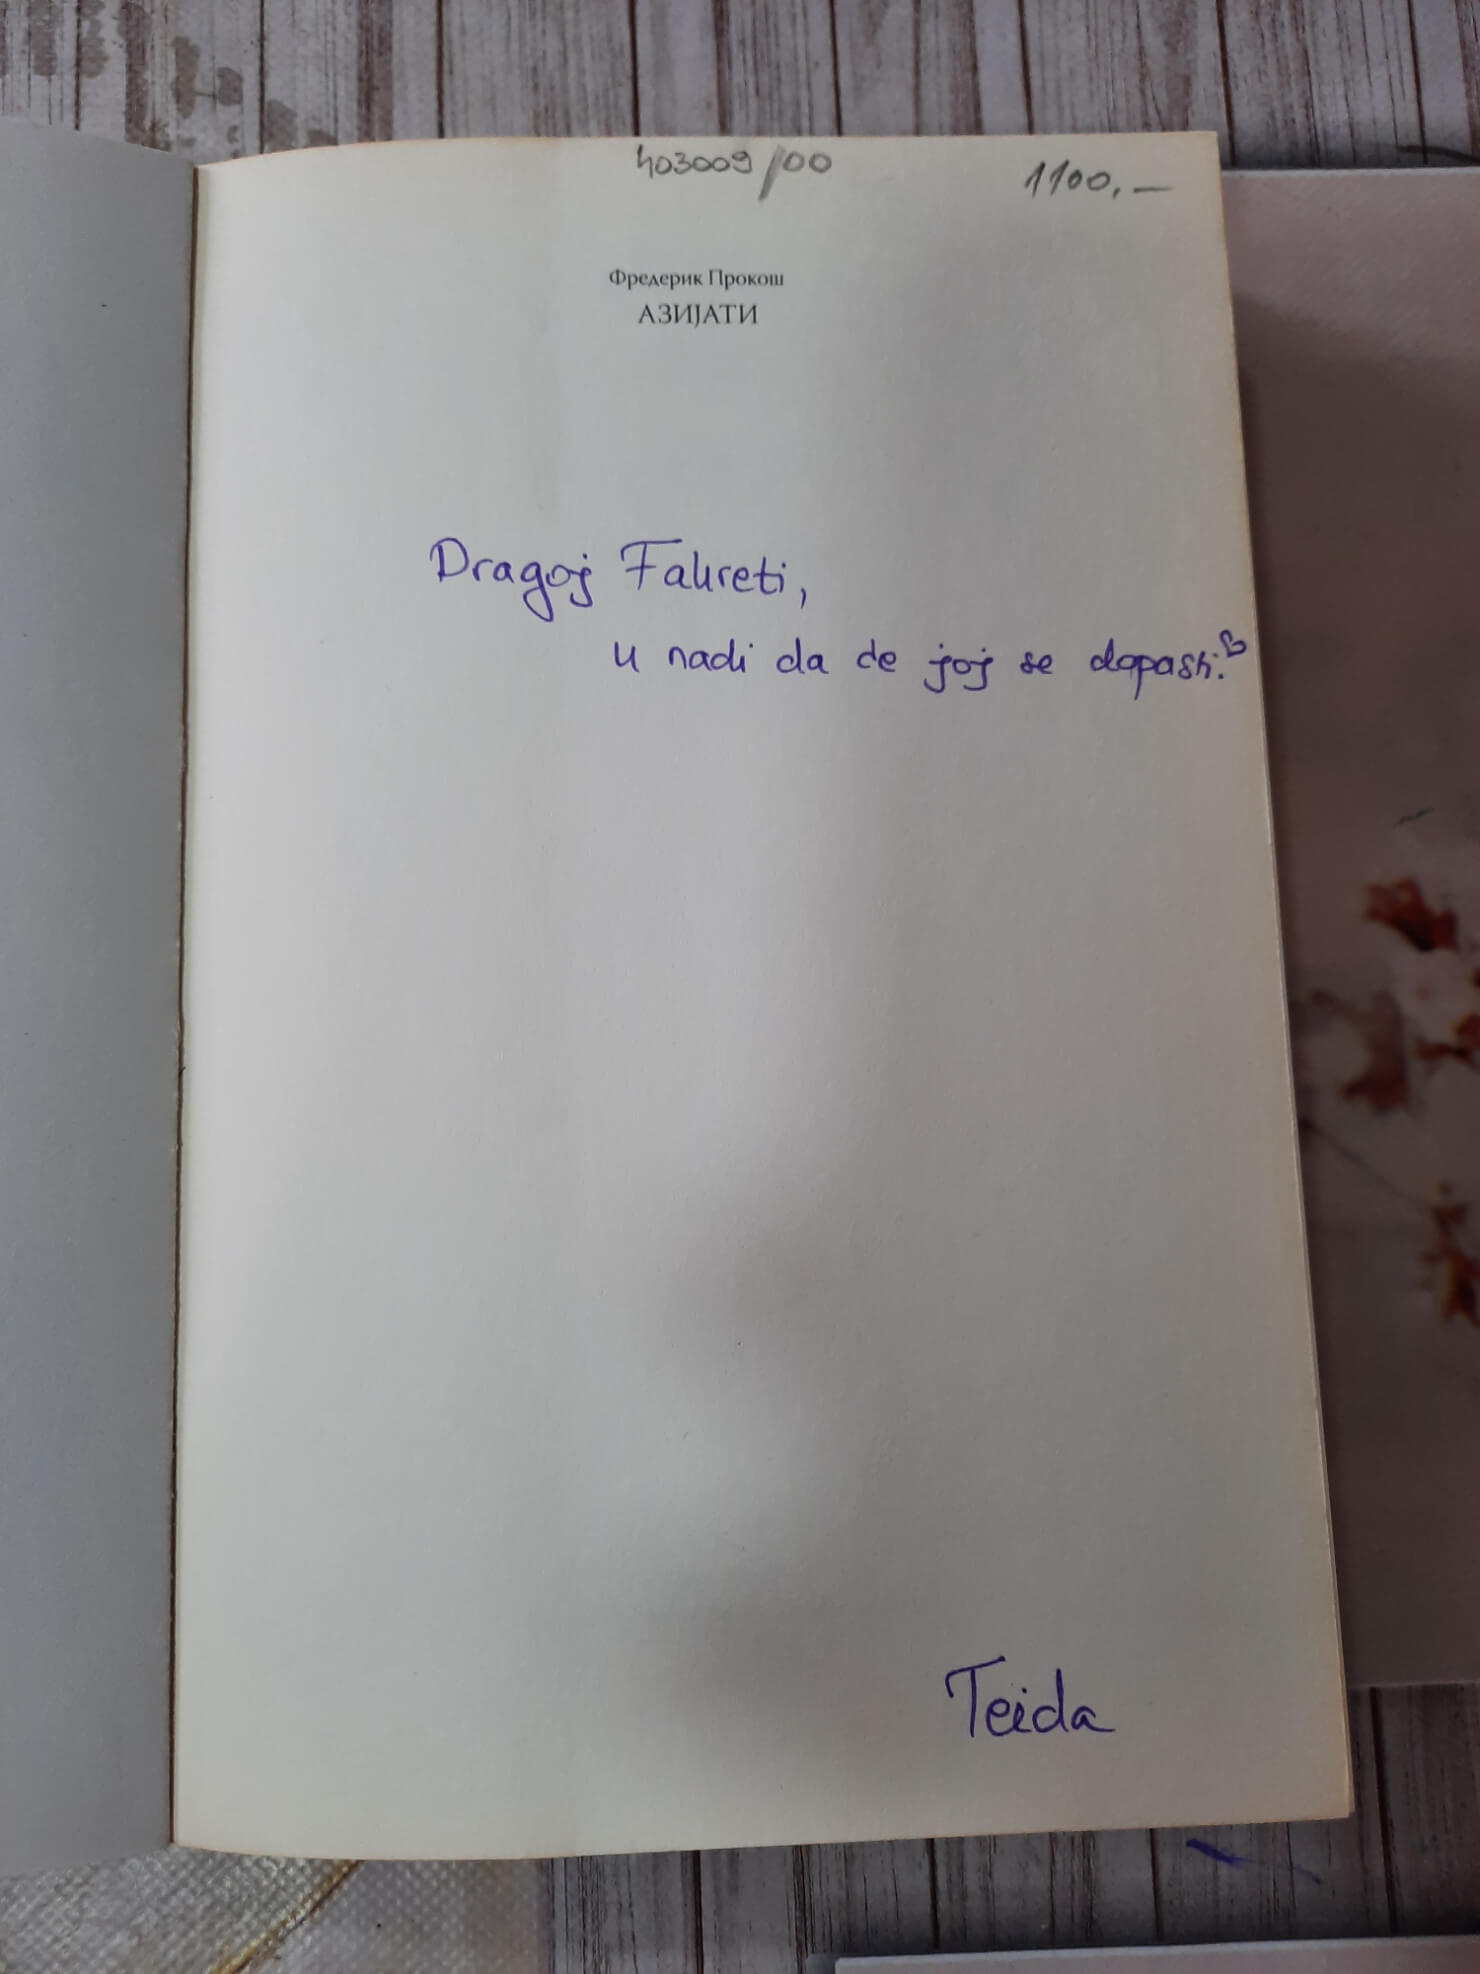 403009/00
1100,—
Фредерик Прокош
АЗИЈАТИ
Dragoj Fahreti,
u nadi da će joj se dopasti.♡
Teida